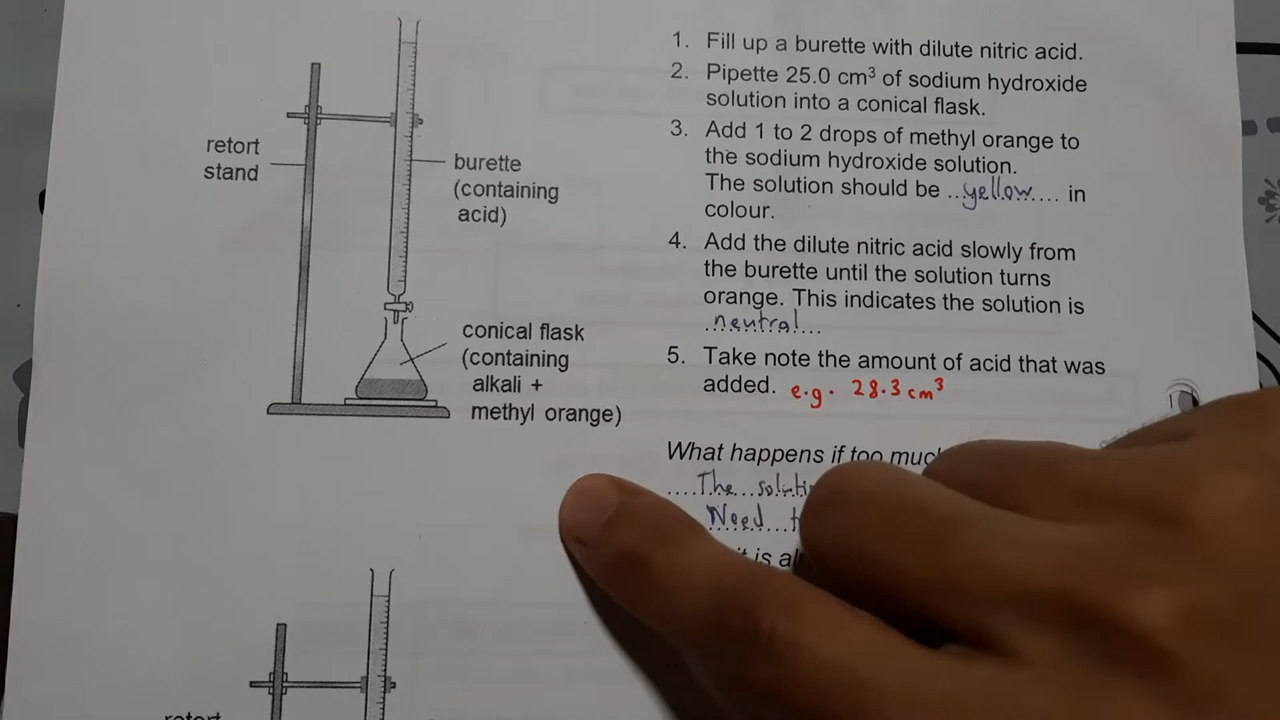 retort
stand
burette
(containing
acid)
conical flask
(containing
alkali +
methyl orange)
1. Fill up a burette with dilute nitric acid.
2. Pipette 25.0 cm³ of sodium hydroxide
solution into a conical flask.
3. Add 1 to 2 drops of methyl orange to
the sodium hydroxide solution.
The solution should be ...yellow.... in
colour.
4. Add the dilute nitric acid slowly from
the burette until the solution turns
orange. This indicates the solution is
neutral...
5. Take note the amount of acid that was
added. e.g. 28.3 cm³
What happens if too
....The...
Need...
is
retort